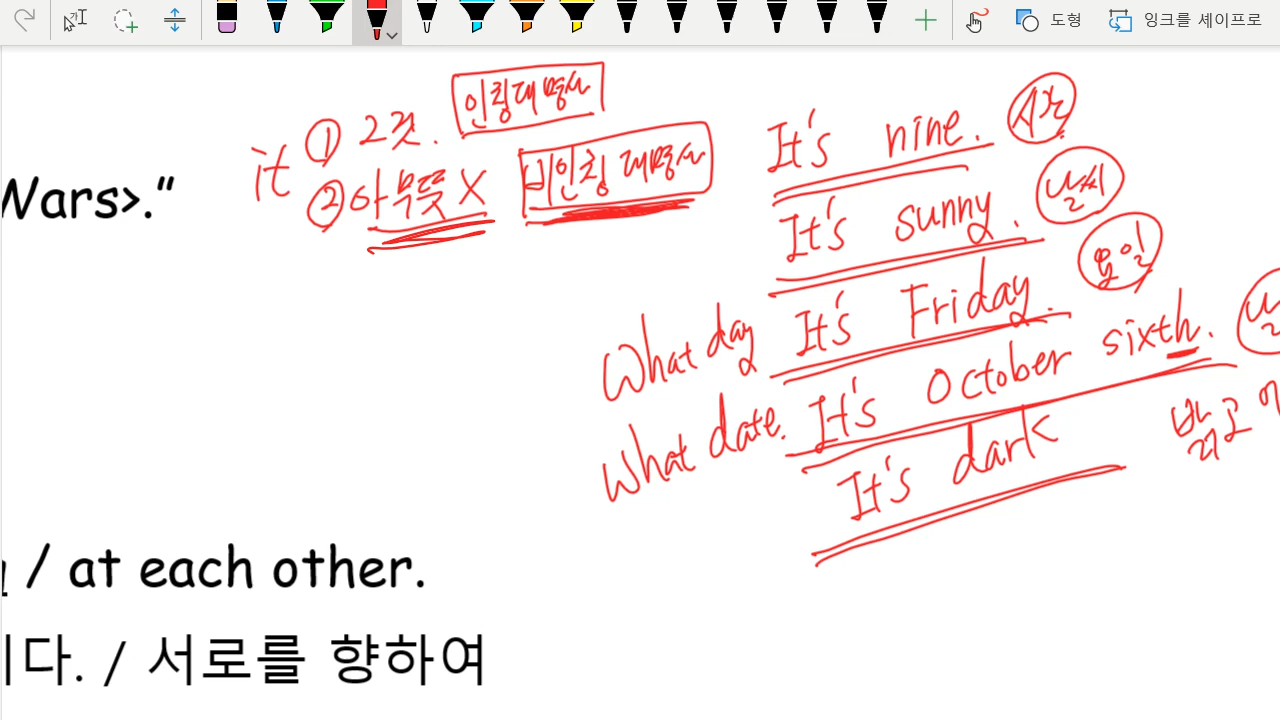 도형 잉크를 셰이프로
Wars>.”
it ① 그것. 인칭대명사
② 아무뜻 X 비인칭 대명사
It's nine. 시간
It's sunny. 날씨
What day It's Friday. 요일
What date. It's October sixth.
It's dark 밝고
/ at each other.
다. / 서로를 향하여